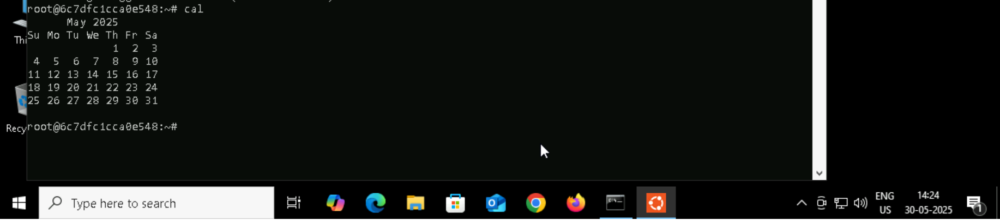 root@6c7dfc1cca0e548:~# cal
      May 2025
Su Mo Tu We Th Fr Sa
             1  2  3
 4  5  6  7  8  9 10
11 12 13 14 15 16 17
18 19 20 21 22 23 24
25 26 27 28 29 30 31
Thi
Recy
root@6c7dfc1cca0e548:~#
Type here to search
ENG
US
14:24
30-05-2025
1